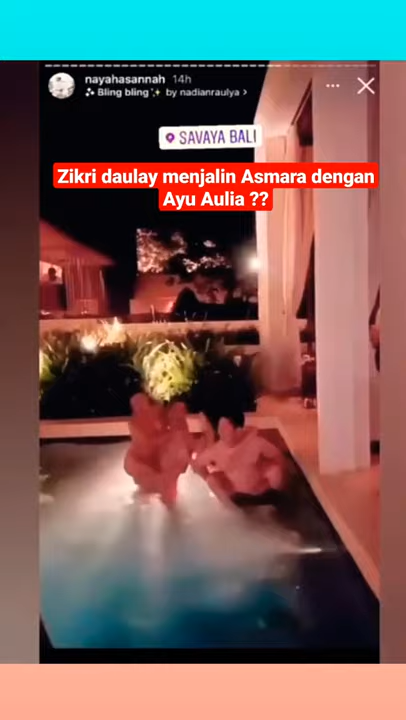 nayahasannah 14h
Bling bling by nadianraulya >
SAVAYA BALI
Zikri daulay menjalin Asmara dengan
Ayu Aulia ??